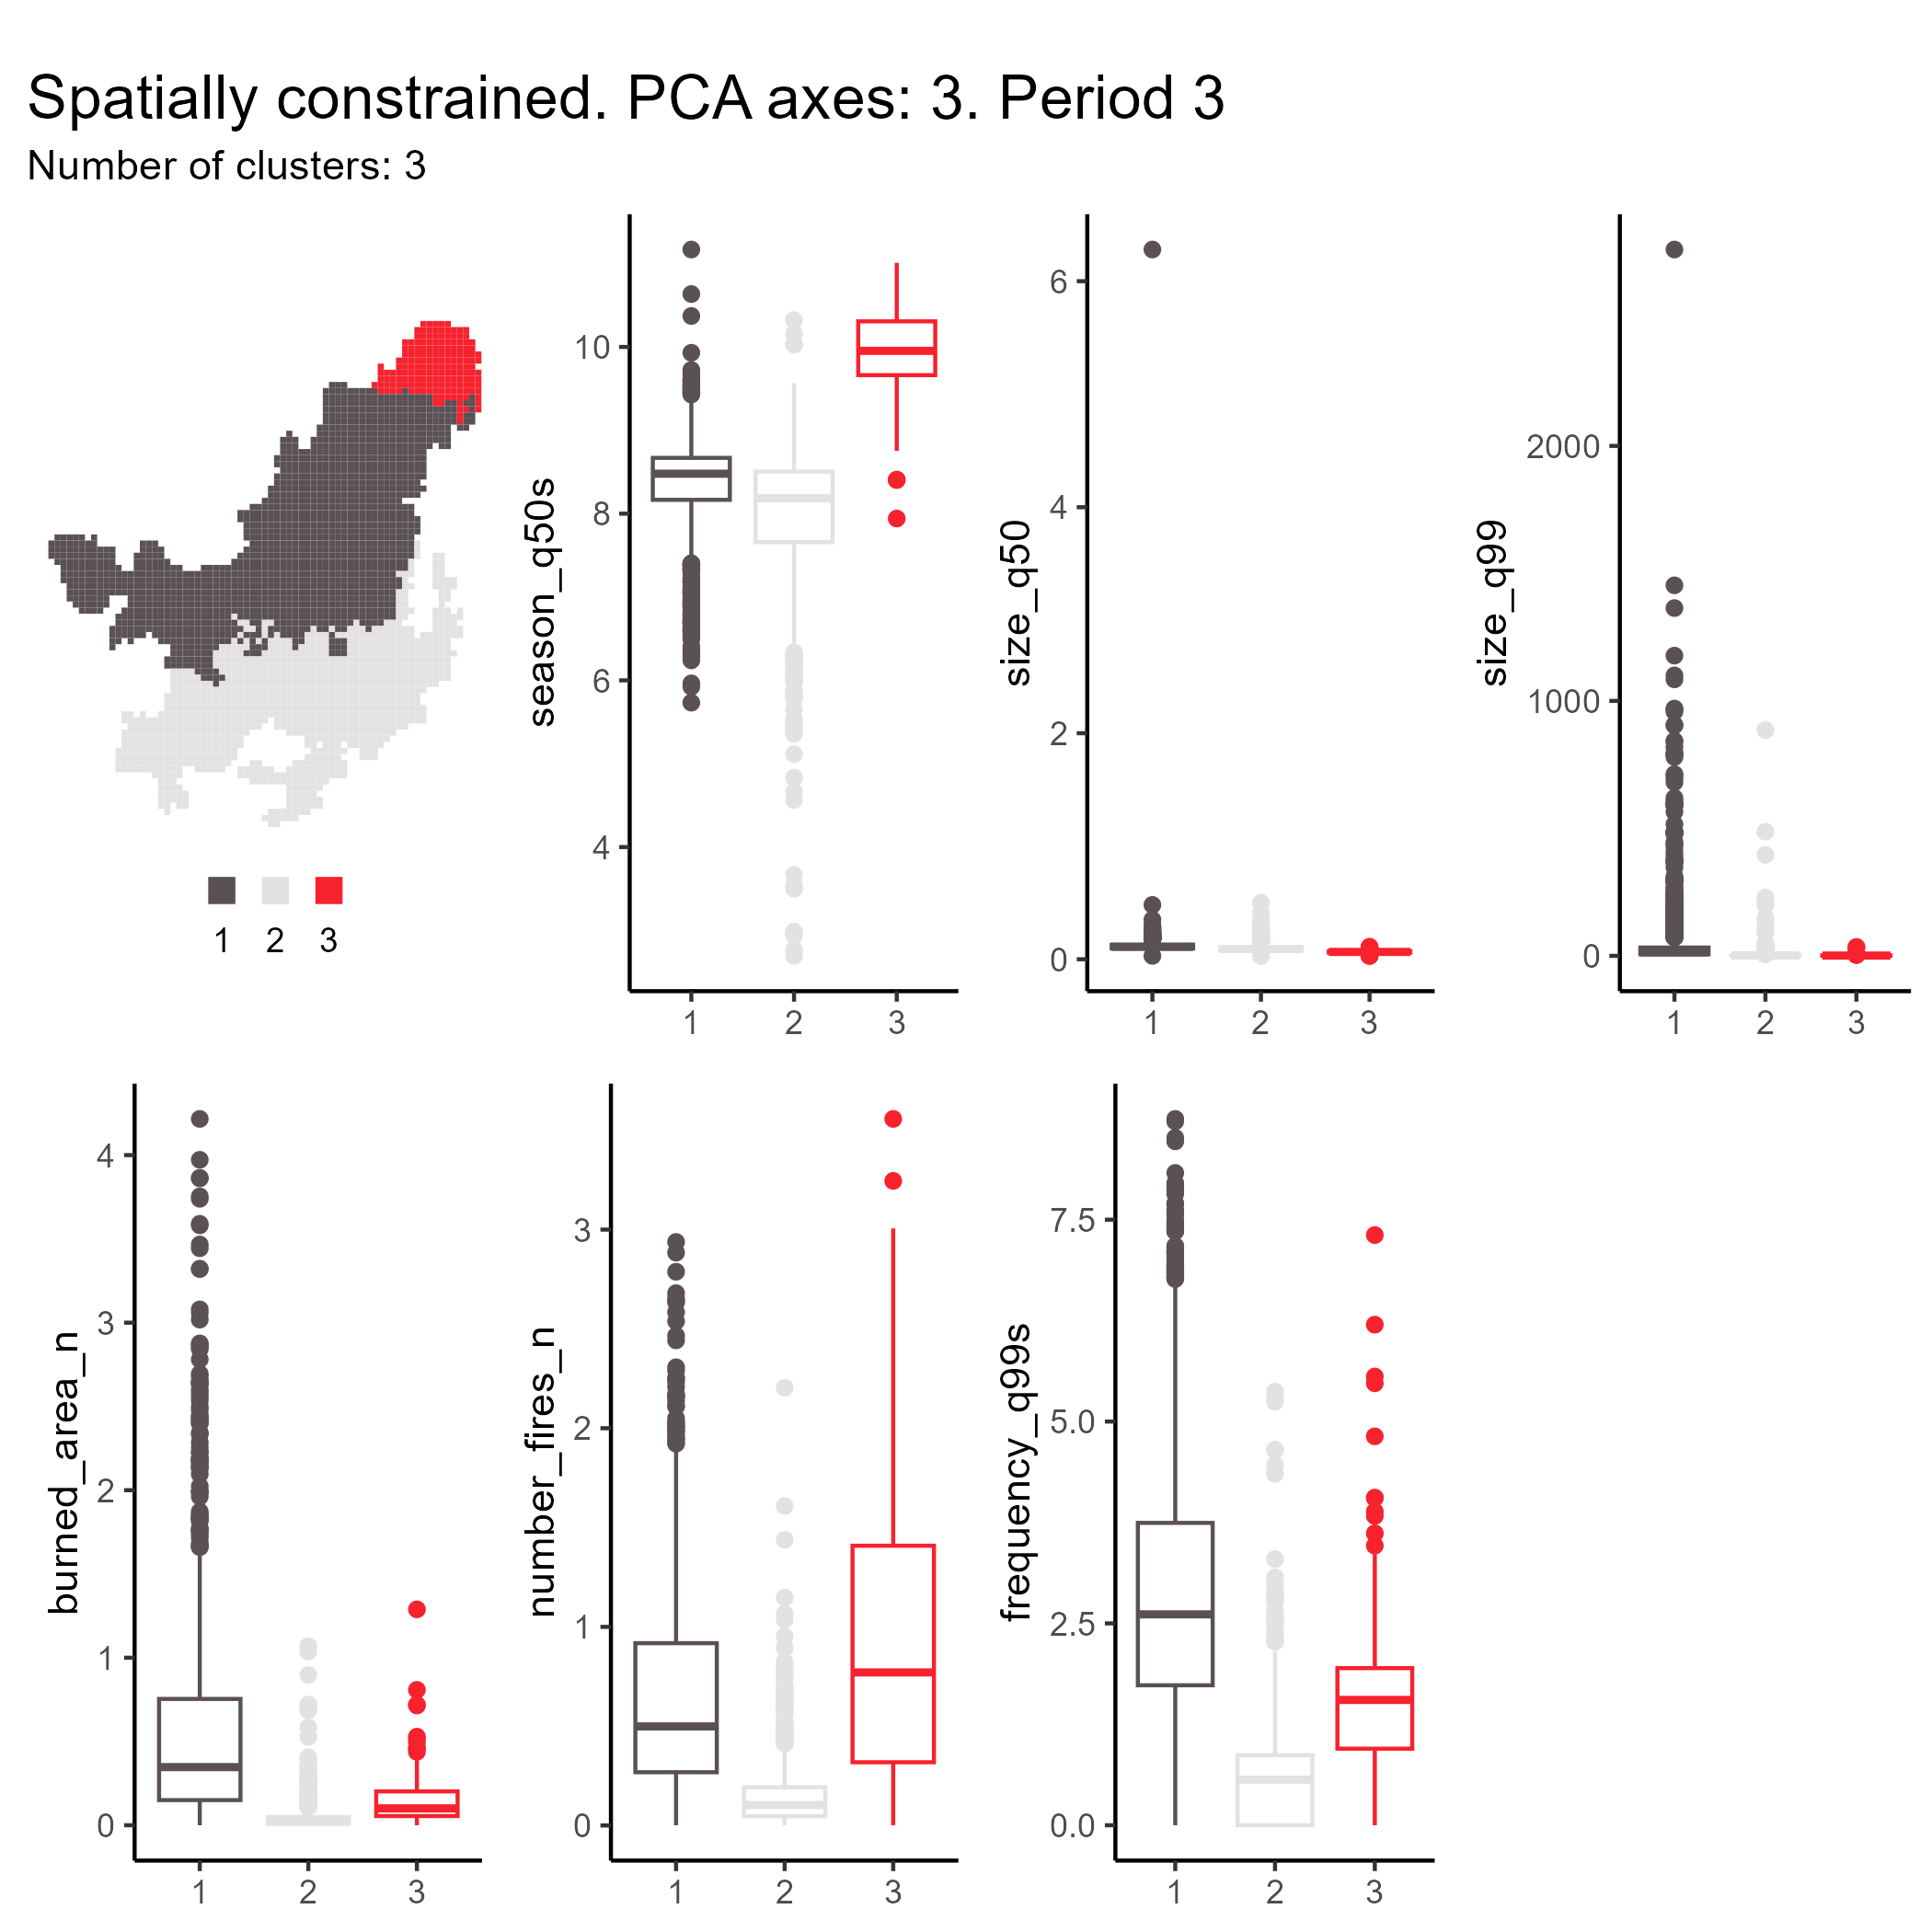 Spatially constrained. PCA axes: 3. Period 3
Number of clusters: 3
1 2 3
season_q50s
10
8
6
4
1 2 3
size_q50
6
4
2
0
1 2 3
size_q99
2000
1000
0
1 2 3
burned_area_n
4
3
2
1
0
1 2 3
number_fires_n
3
2
1
0
1 2 3
frequency_q99s
7.5
5.0
2.5
0.0
1 2 3